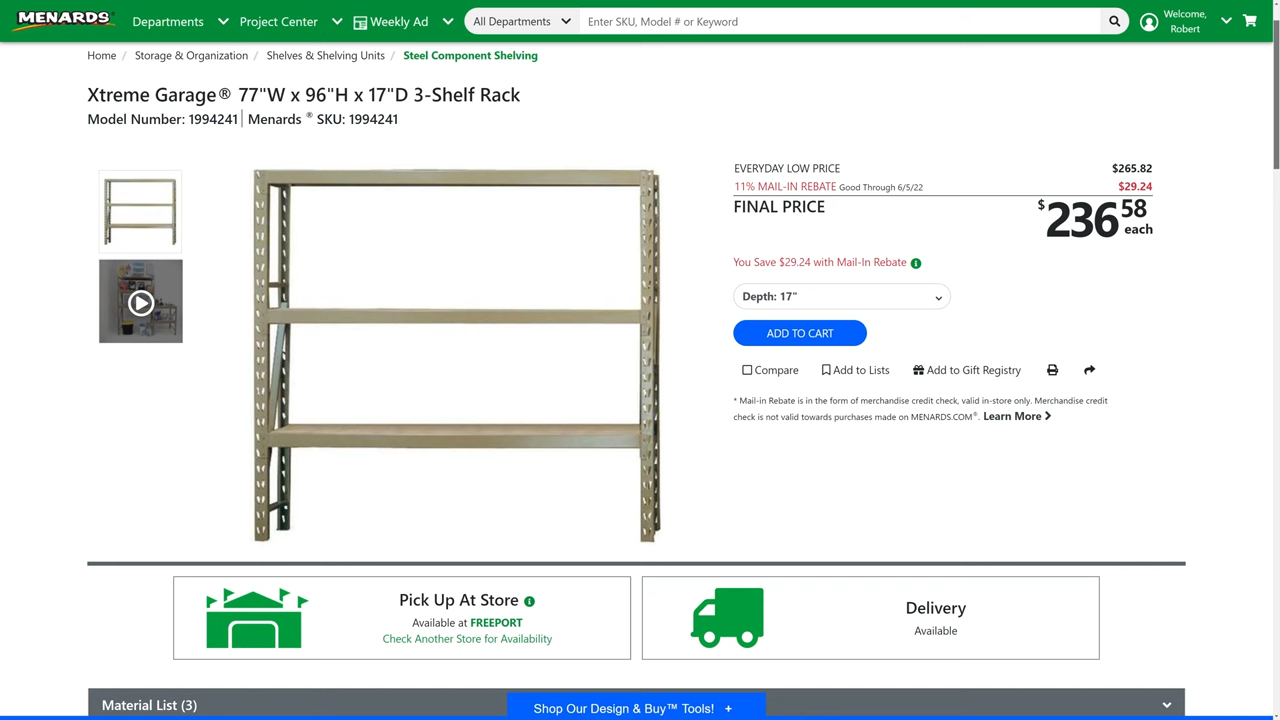 MENARDS®
Departments
Project Center
Weekly Ad
All Departments
Enter SKU, Model # or Keyword
Welcome,
Robert
Home / Storage & Organization / Shelves & Shelving Units / Steel Component Shelving
Xtreme Garage® 77"W x 96"H x 17"D 3-Shelf Rack
Model Number: 1994241 | Menards ® SKU: 1994241
EVERYDAY LOW PRICE $265.82
11% MAIL-IN REBATE Good Through 6/5/22 $29.24
FINAL PRICE $236 58
each
You Save $29.24 with Mail-In Rebate
Depth: 17"
ADD TO CART
Compare
Add to Lists
Add to Gift Registry
* Mail-in Rebate is in the form of merchandise credit check, valid in-store only. Merchandise credit
check is not valid towards purchases made on MENARDS.COM®. Learn More
Pick Up At Store
Available at FREEPORT
Check Another Store for Availability
Delivery
Available
Material List (3)
Shop Our Design & Buy™ Tools! +